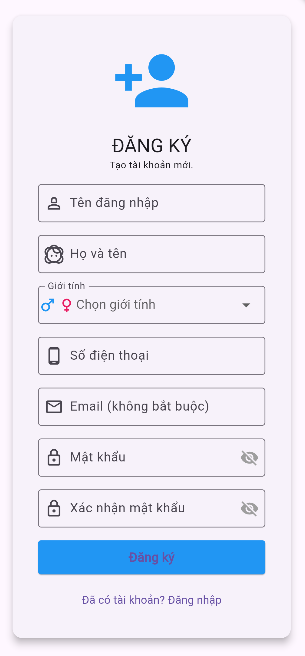 ĐĂNG KÝ
Tạo tài khoản mới.
Tên đăng nhập
Họ và tên
Giới tính
Chọn giới tính
Số điện thoại
Email (không bắt buộc)
Mật khẩu
Xác nhận mật khẩu
Đăng ký
Đã có tài khoản? Đăng nhập